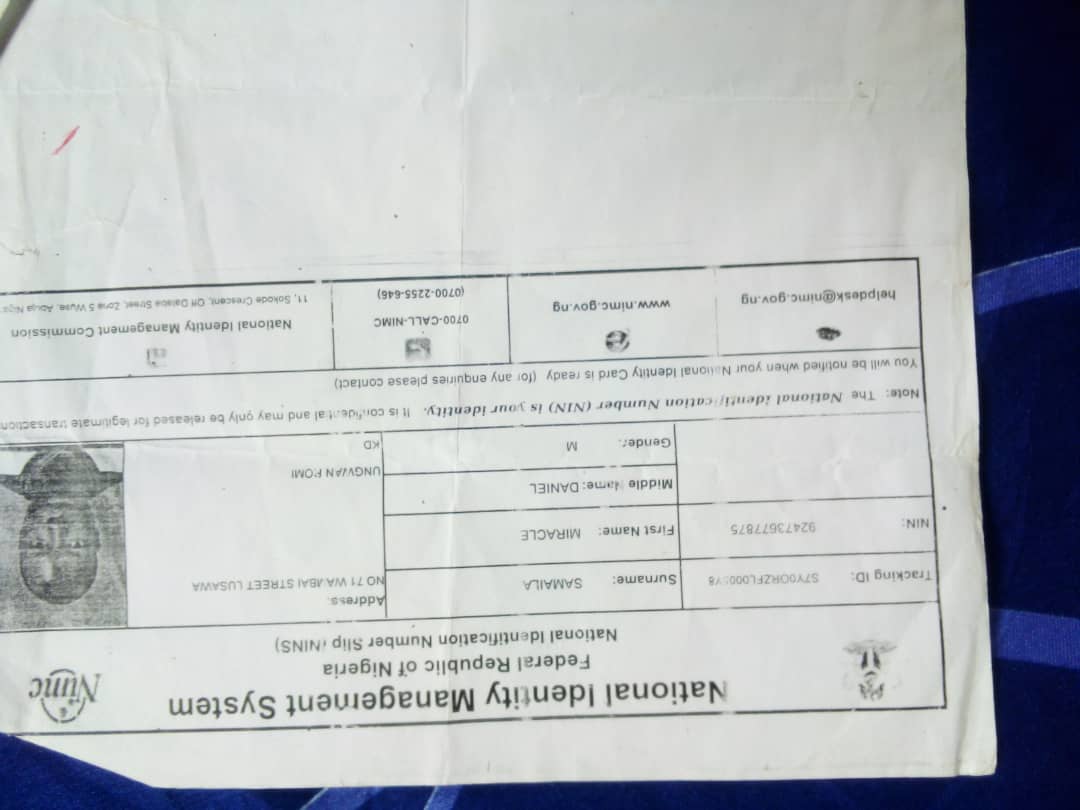 National Identity Management System
Federal Republic of Nigeria
National Identification Number Slip (NINS)
Nimc
Tracking ID:
Surname: SAMAILA
Address:
NO 71 STREET LUSAWA
NIN: 92473677875
First Name: MIRACLE
Middle Name: DANIEL
UNGWAN ROMI
Gender: M
KD
Note: The National Identification Number (NIN) is your identity. It is confidential and may only be released for legitimate transactions
You will be notified when your National Identity Card is ready (for any enquiries please contact)
helpdesk@nimc.gov.ng
www.nimc.gov.ng
0700-CALL-NIMC
(0700-2255-646)
National Identity Management Commission
11, Sokode Crescent, Off Dalaba Street, Zone 5 Wuse, Abuja